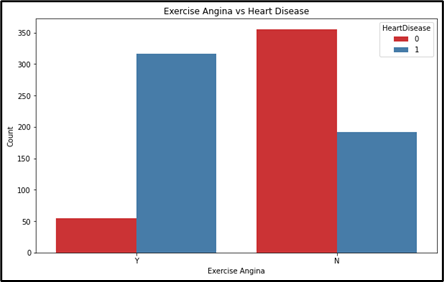 Exercise Angina vs Heart Disease
HeartDisease
0
1
350
300
250
200
150
100
50
0
Count
Y
N
Exercise Angina